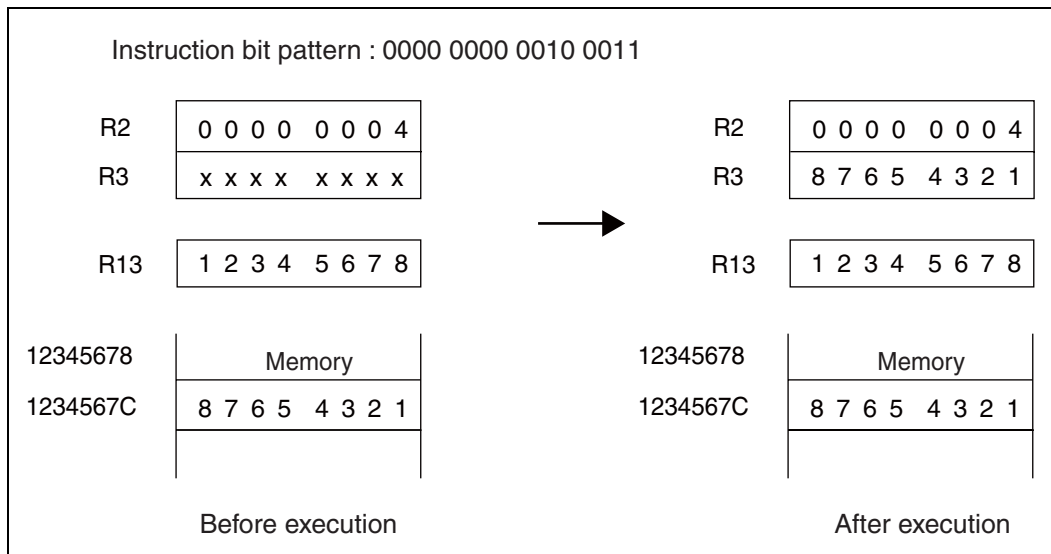 Instruction bit pattern : 0000 0000 0010 0011
R2 0 0 0 0 0 0 0 4 R2 0 0 0 0 0 0 0 4
R3 x x x x x x x x R3 8 7 6 5 4 3 2 1
R13 1 2 3 4 5 6 7 8 R13 1 2 3 4 5 6 7 8
12345678 Memory 12345678 Memory
1234567C 8 7 6 5 4 3 2 1 1234567C 8 7 6 5 4 3 2 1
Before execution After execution